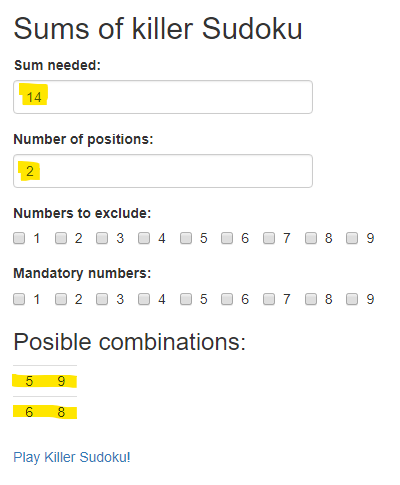 Sums of killer Sudoku
Sum needed:
14
Number of positions:
2
Numbers to exclude:
1 2 3 4 5 6 7 8 9
Mandatory numbers:
1 2 3 4 5 6 7 8 9
Posible combinations:
5 9
6 8
Play Killer Sudoku!